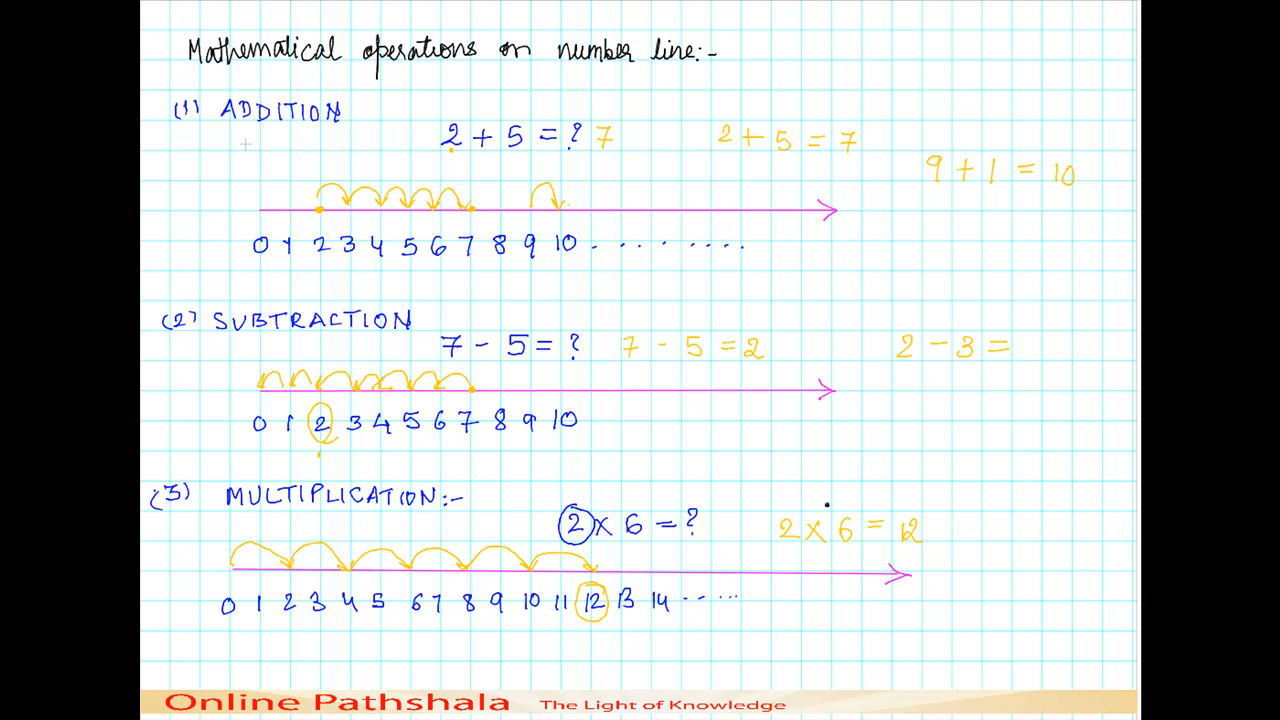 Mathematical operations on number line:-
(1) ADDITION
2 + 5 = ? 7
2 + 5 = 7
9 + 1 = 10
0 1 2 3 4 5 6 7 8 9 10 . . . . . . . . .
(2) SUBTRACTION
7 - 5 = ? 7 - 5 = 2
2 - 3 =
0 1 2 3 4 5 6 7 8 9 10
(3) MULTIPLICATION:-
2 x 6 = ?
2 x 6 = 12
0 1 2 3 4 5 6 7 8 9 10 11 12 13 14 . . . . .
Online Pathshala The Light of Knowledge